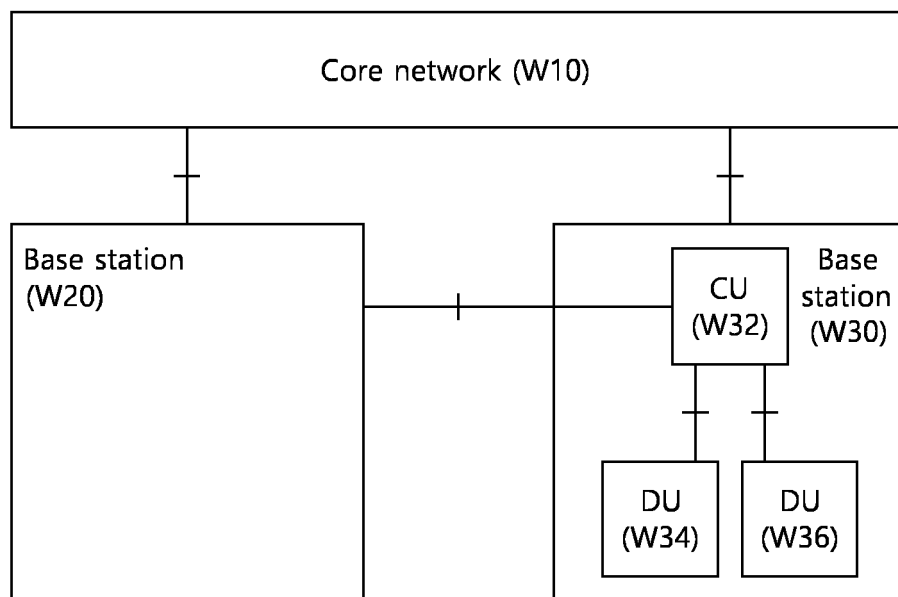 Core network (W10)
Base station
(W20)
CU
(W32)
Base
station
(W30)
DU
(W34)
DU
(W36)